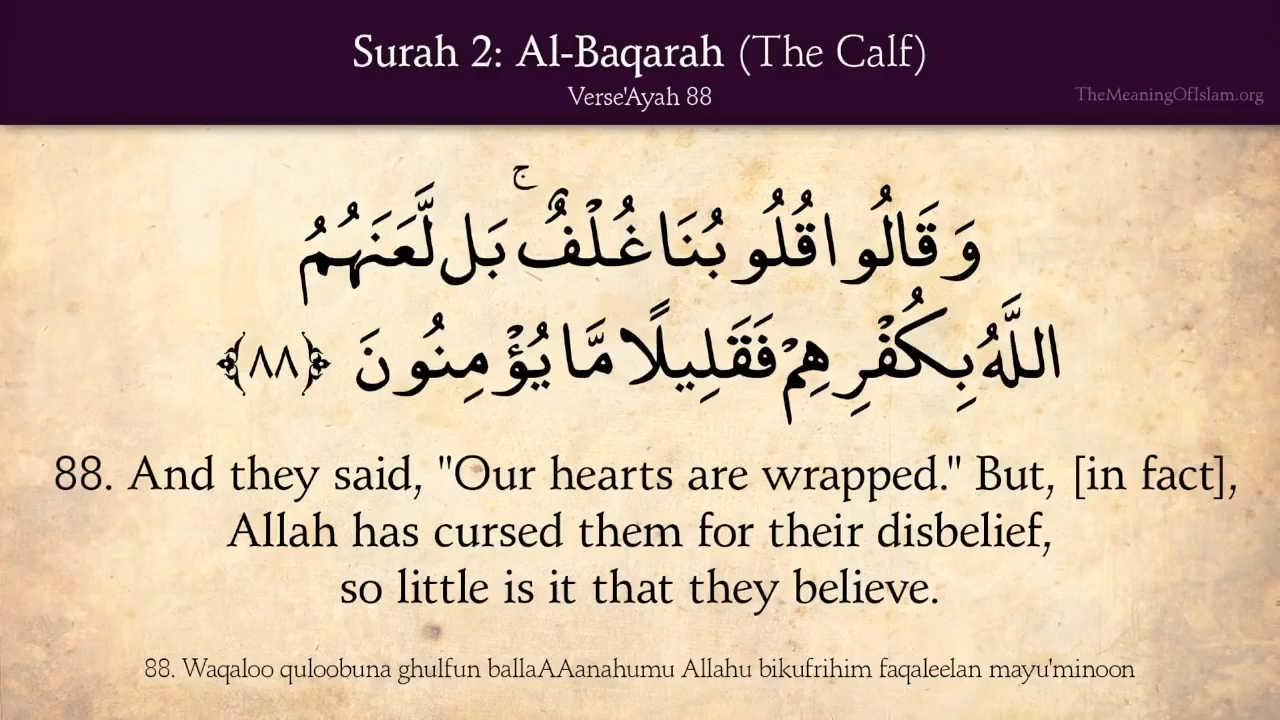 Surah 2: Al-Baqarah (The Calf)
Verse'Ayah 88
TheMeaningOfIslam.org
وَقَالُوا قُلُوبُنَا غُلْفٌ ۚ بَل لَّعَنَهُمُ
اللَّهُ بِكُفْرِهِمْ فَقَلِيلًا مَّا يُؤْمِنُونَ ﴿٨٨﴾
88. And they said, "Our hearts are wrapped." But, [in fact],
Allah has cursed them for their disbelief,
so little is it that they believe.
88. Waqaloo quloobuna ghulfun ballaAAanahumu Allahu bikufrihim faqaleelan mayu'minoon